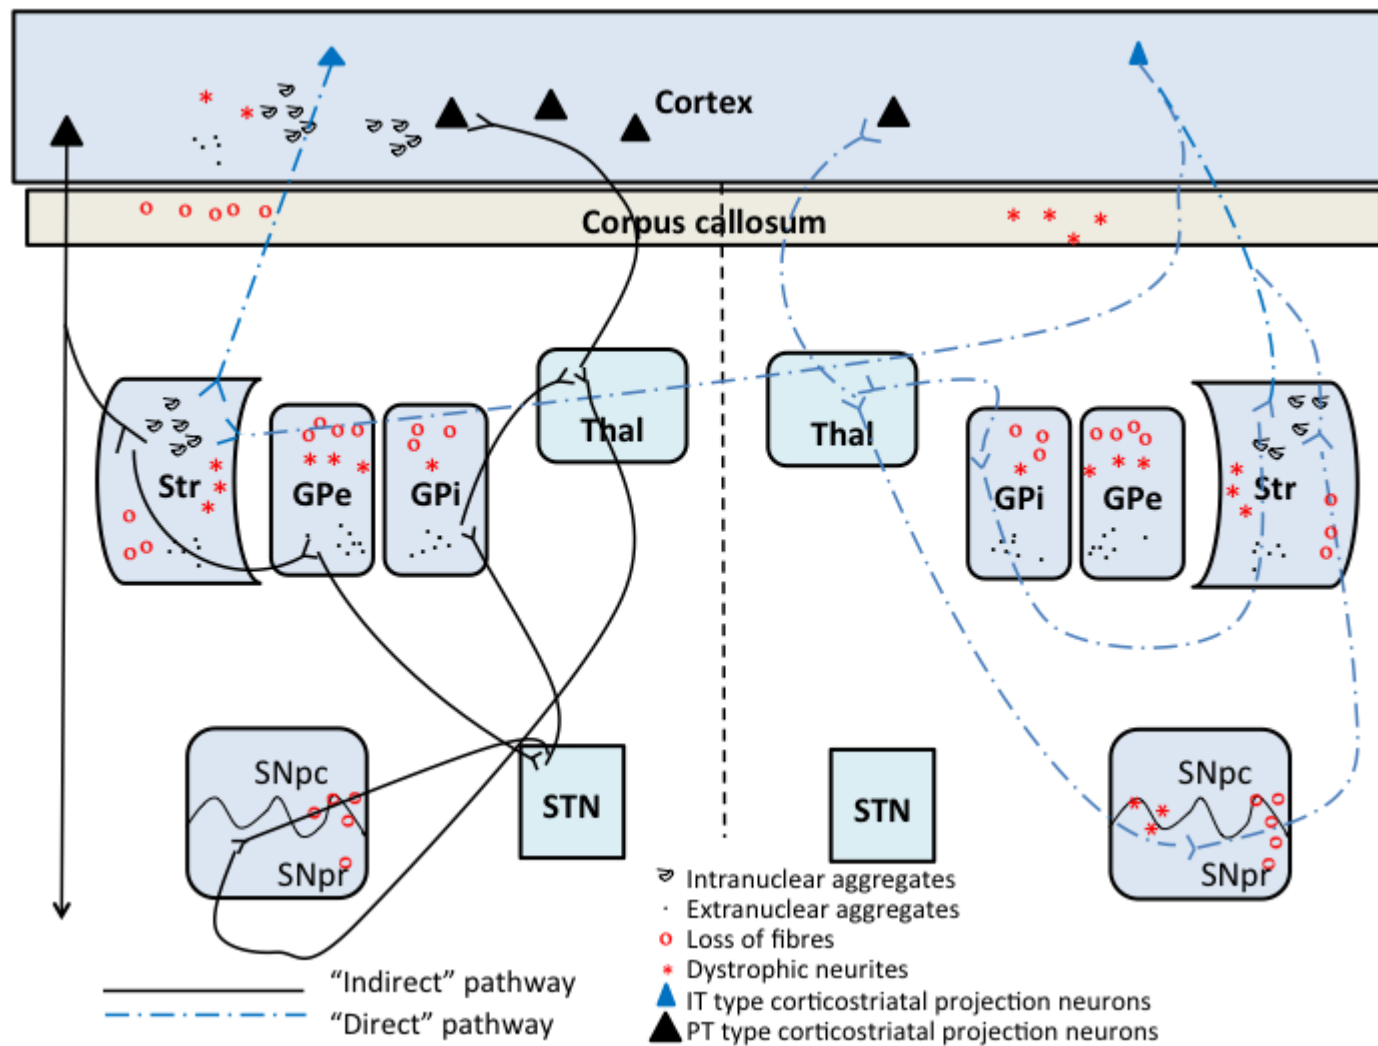 Cortex
Corpus callosum
Thal
Thal
Str
GPe
GPi
GPi
GPe
Str
SNpc
SNpr
STN
STN
SNpc
SNpr
Intranuclear aggregates
Extranuclear aggregates
Loss of fibres
Dystrophic neurites
IT type corticostriatal projection neurons
PT type corticostriatal projection neurons
“Indirect” pathway
“Direct” pathway